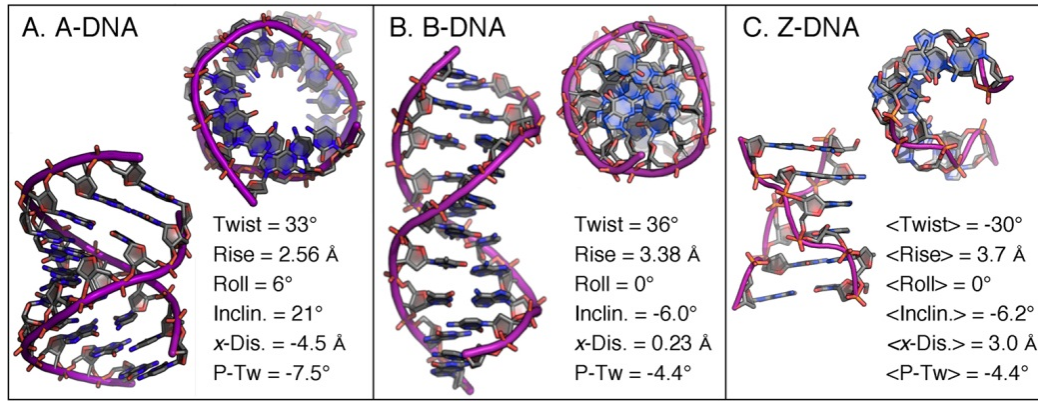 A. A-DNA
Twist = 33°
Rise = 2.56 Å
Roll = 6°
Inclin. = 21°
x-Dis. = -4.5 Å
P-Tw = -7.5°
B. B-DNA
Twist = 36°
Rise = 3.38 Å
Roll = 0°
Inclin. = -6.0°
x-Dis. = 0.23 Å
P-Tw = -4.4°
C. Z-DNA
<Twist> = -30°
<Rise> = 3.7 Å
<Roll> = 0°
<Inclin.> = -6.2°
<x-Dis.> = 3.0 Å
<P-Tw> = -4.4°